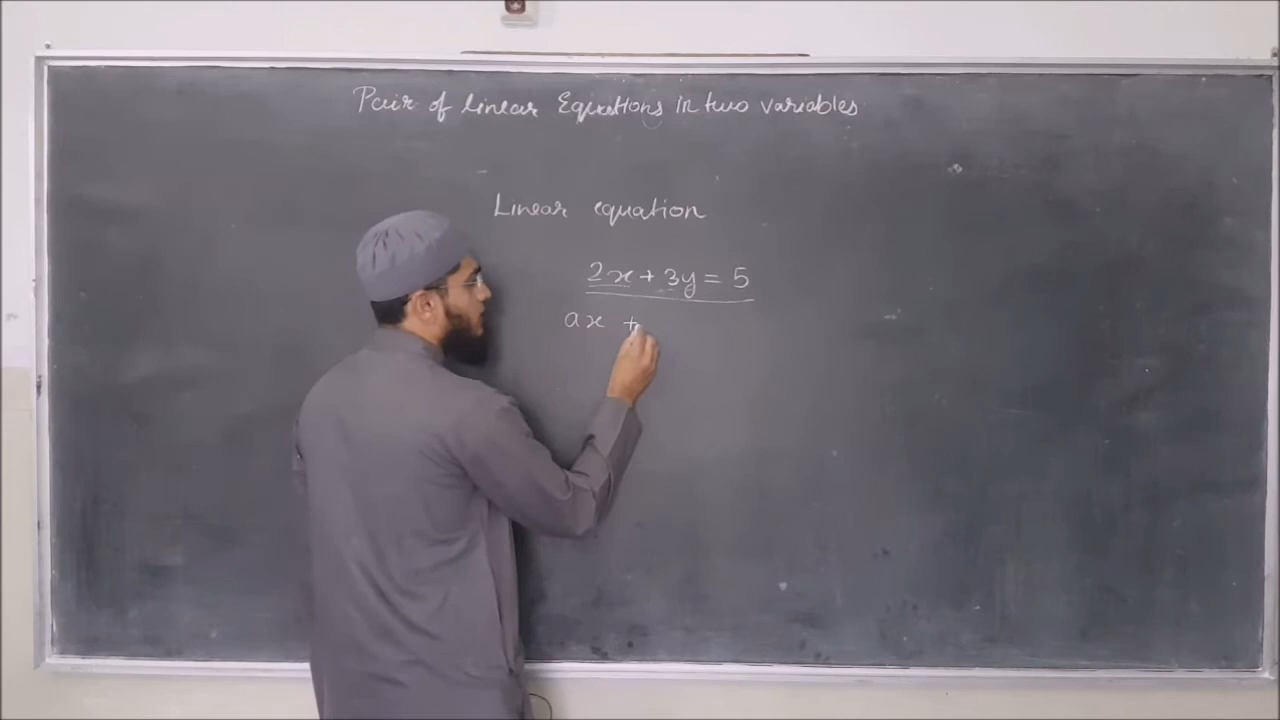 Pair of linear Equations in two variables
Linear equation
2x + 3y = 5
ax +